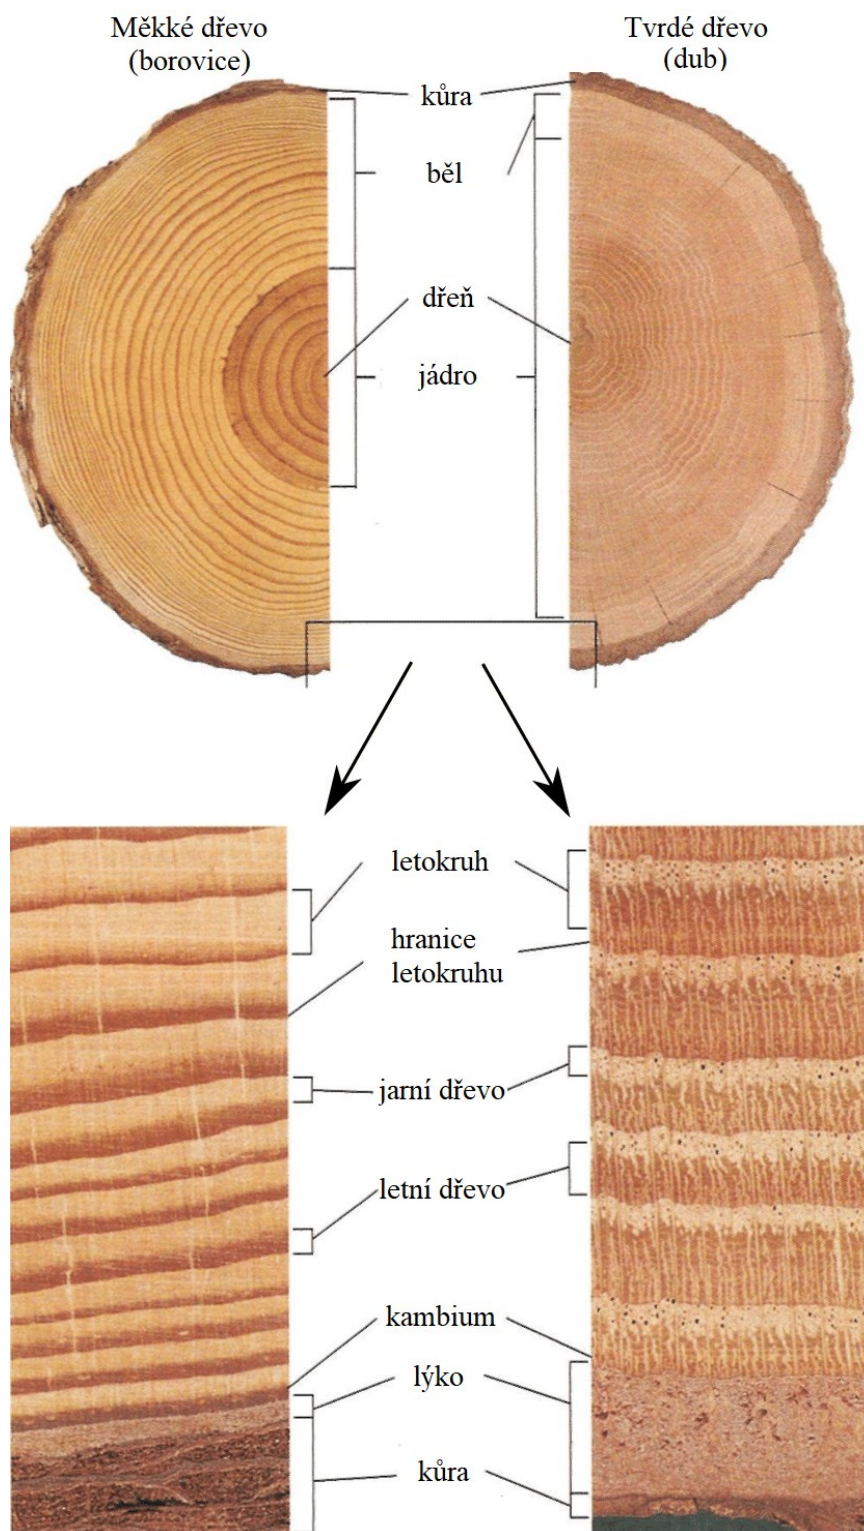 Měkké dřevo
(borovice)
Tvrdé dřevo
(dub)
kůra
běl
dřeň
jádro
letokruh
hranice
letokruhu
jarní dřevo
letní dřevo
kambium
lýko
kůra